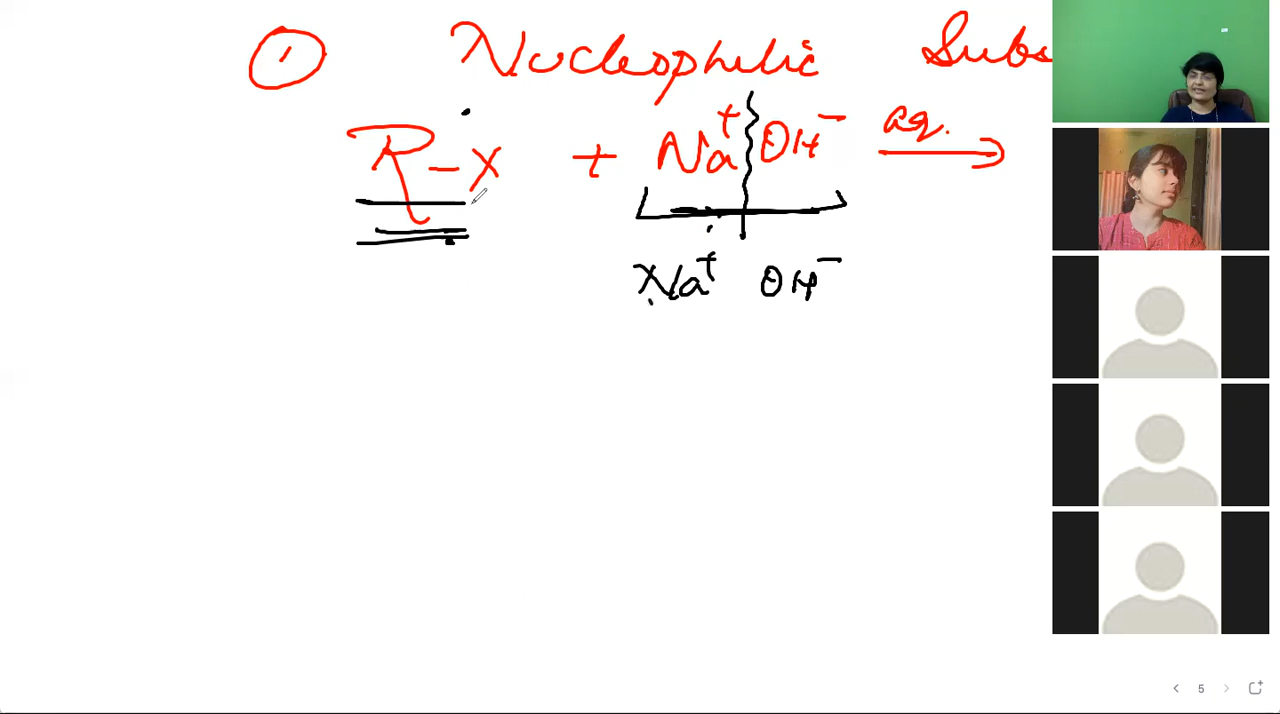 ① Nucleophilic Subs
R-X + Na⁺ OH⁻ aq. →
Na⁺ OH⁻
5